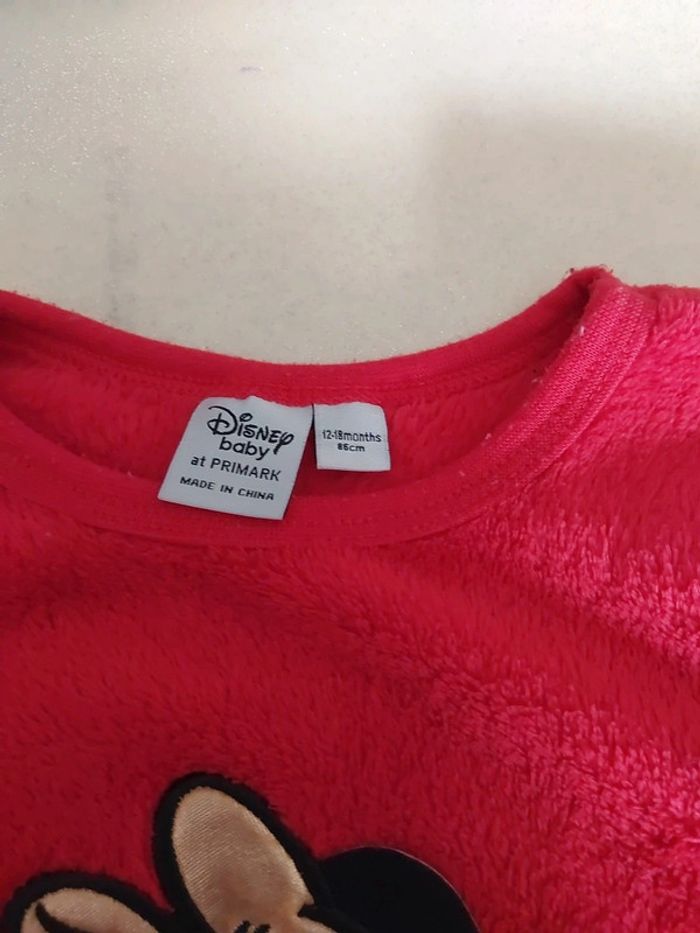 Disney
baby
at PRIMARK
MADE IN CHINA
12-18months
86cm